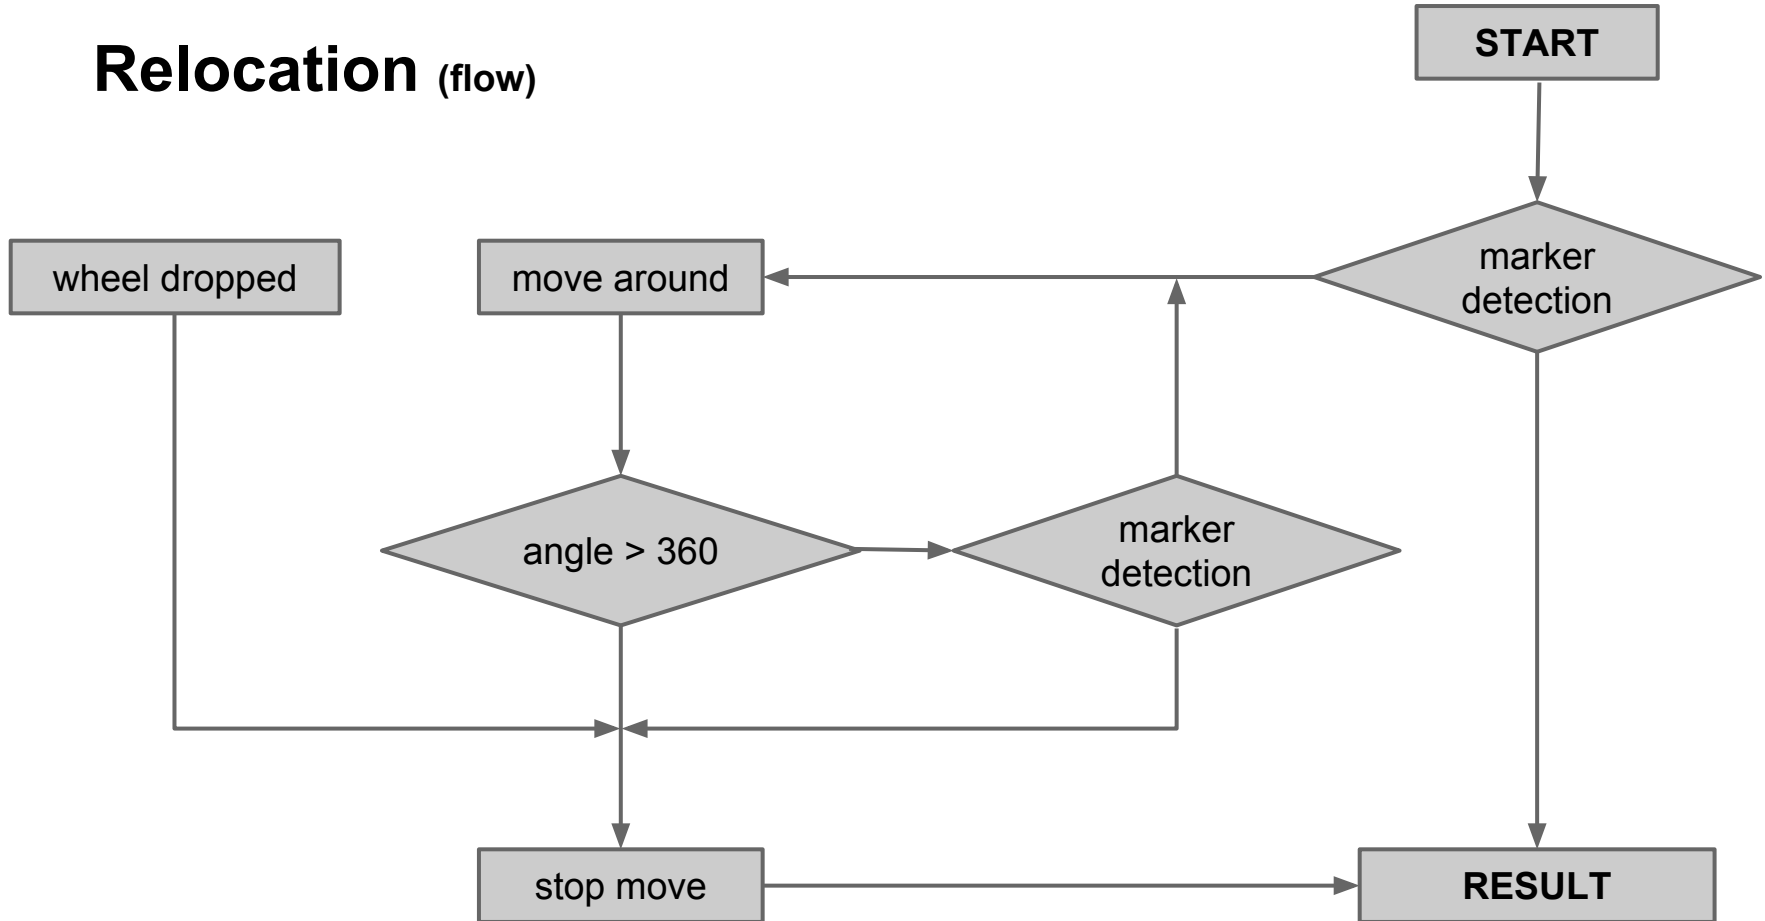 Relocation (flow)
START
wheel dropped
move around
marker
detection
angle > 360
marker
detection
stop move
RESULT